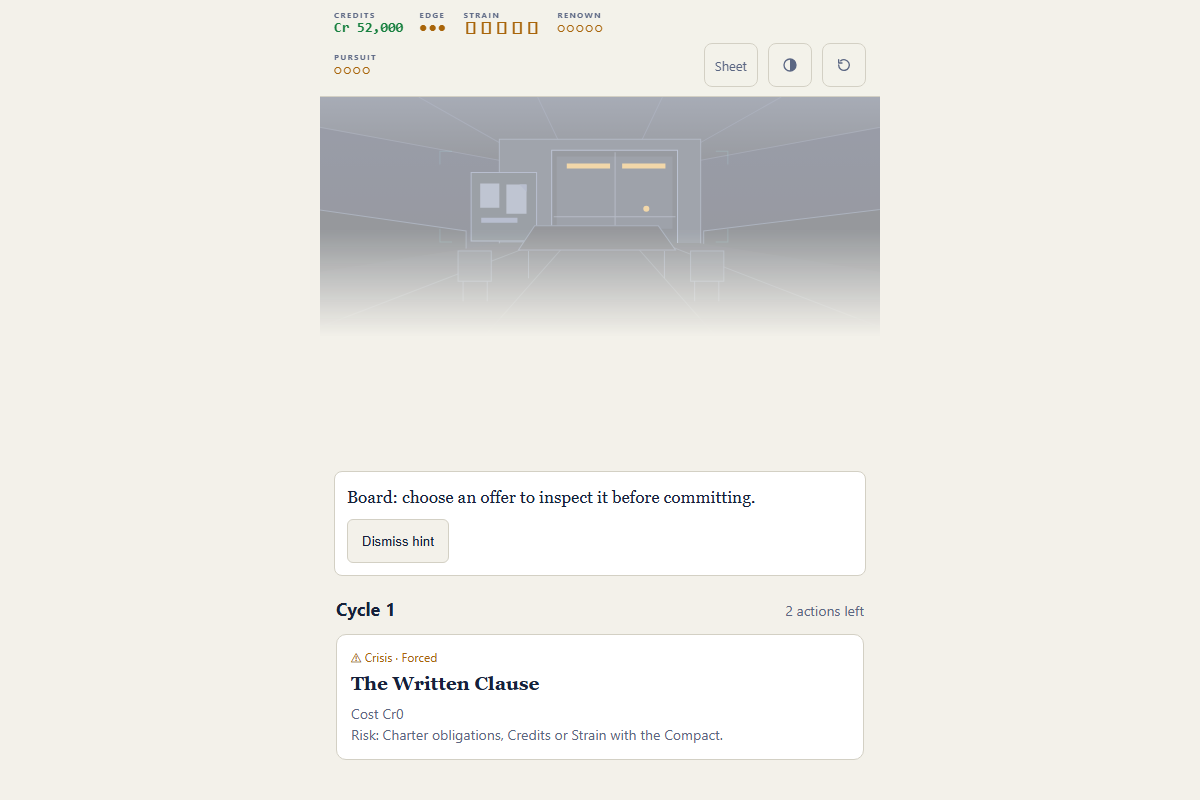 CREDITS EDGE STRAIN RENOWN
Cr 52,000
PURSUIT
Sheet
Board: choose an offer to inspect it before committing.
Dismiss hint
Cycle 1 2 actions left
⚠ Crisis · Forced
The Written Clause
Cost Cr0
Risk: Charter obligations, Credits or Strain with the Compact.